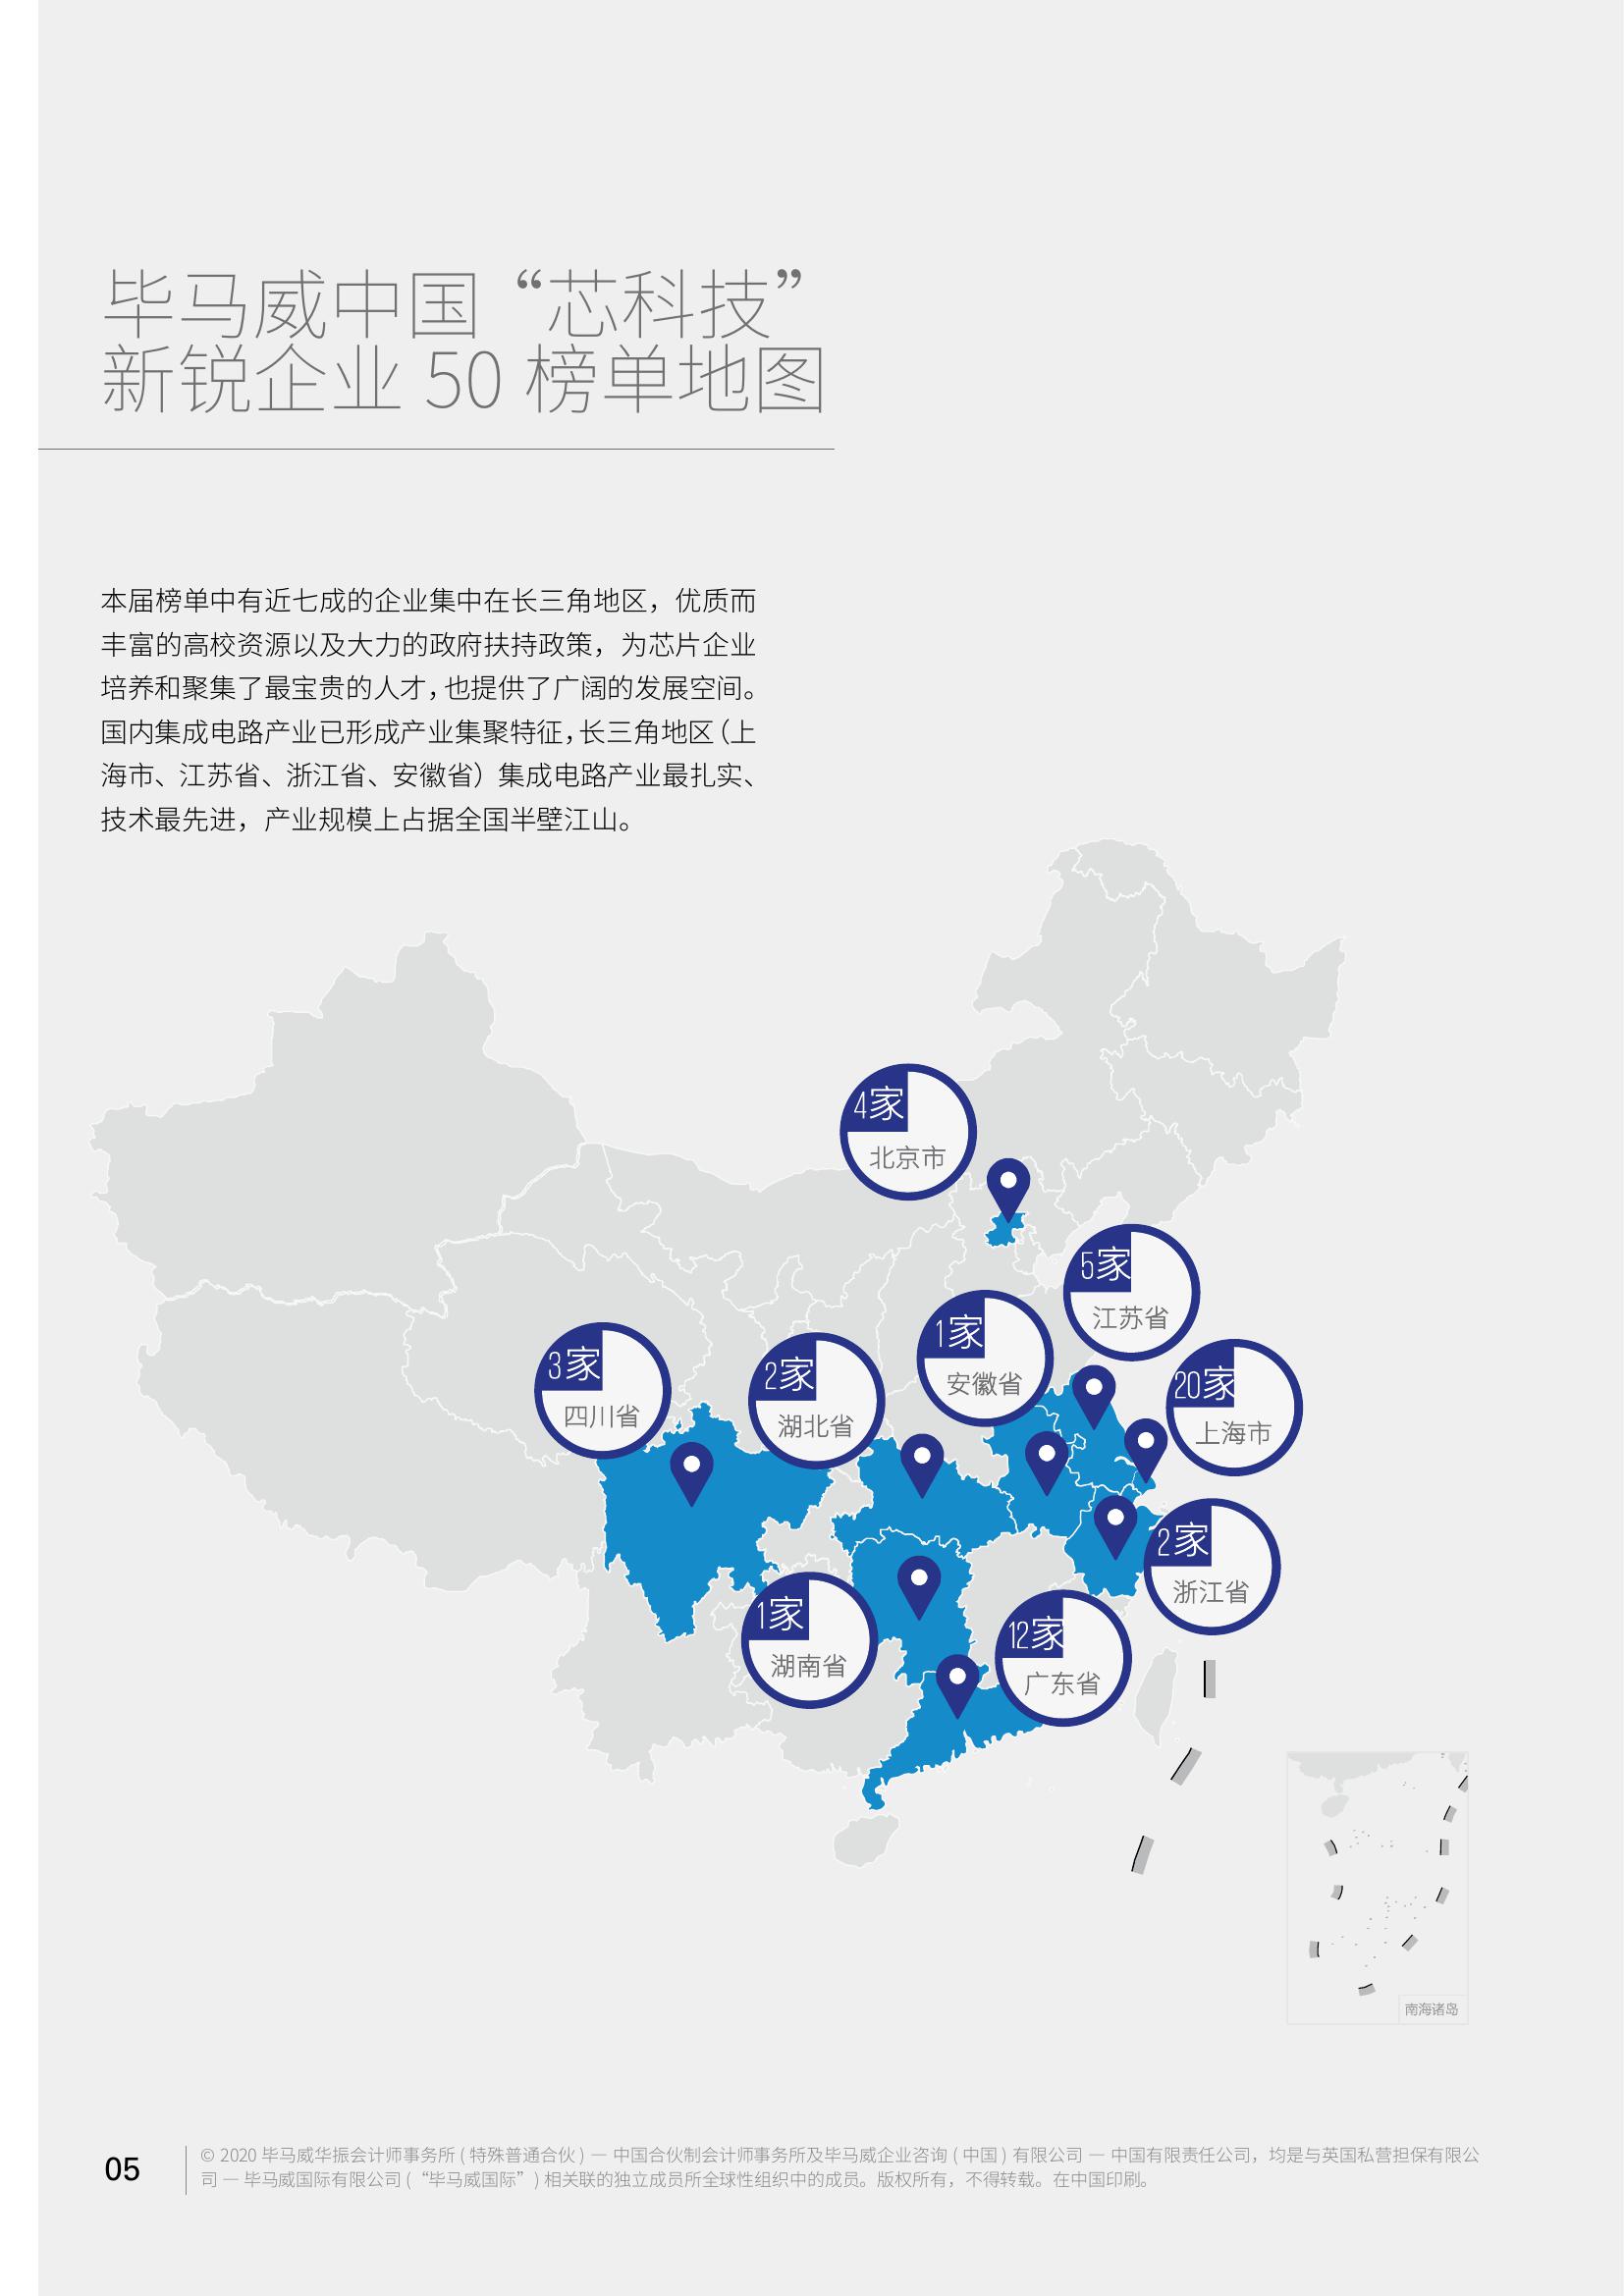 毕马威中国“芯科技”
新锐企业 50 榜单地图
本届榜单中有近七成的企业集中在长三角地区，优质而
丰富的高校资源以及大力的政府扶持政策，为芯片企业
培养和聚集了最宝贵的人才，也提供了广阔的发展空间。
国内集成电路产业已形成产业集聚特征，长三角地区（上
海市、江苏省、浙江省、安徽省）集成电路产业最扎实、
技术最先进，产业规模上占据全国半壁江山。
4家
北京市
5家
江苏省
1家
安徽省
3家
四川省
2家
湖北省
20家
上海市
2家
浙江省
1家
湖南省
12家
广东省
南海诸岛
05
© 2020 毕马威华振会计师事务所 ( 特殊普通合伙 ) — 中国合伙制会计师事务所及毕马威企业咨询 ( 中国 ) 有限公司 — 中国有限责任公司，均是与英国私营担保有限公
司 — 毕马威国际有限公司 (“毕马威国际”) 相关联的独立成员所全球性组织中的成员。版权所有，不得转载。在中国印刷。